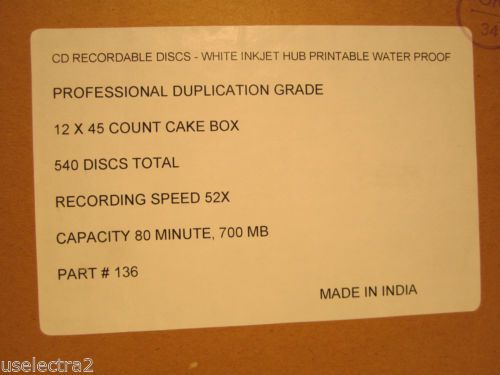 34
CD RECORDABLE DISCS - WHITE INKJET HUB PRINTABLE WATER PROOF
PROFESSIONAL DUPLICATION GRADE
12 X 45 COUNT CAKE BOX
540 DISCS TOTAL
RECORDING SPEED 52X
CAPACITY 80 MINUTE, 700 MB
PART # 136
MADE IN INDIA
uselectra2